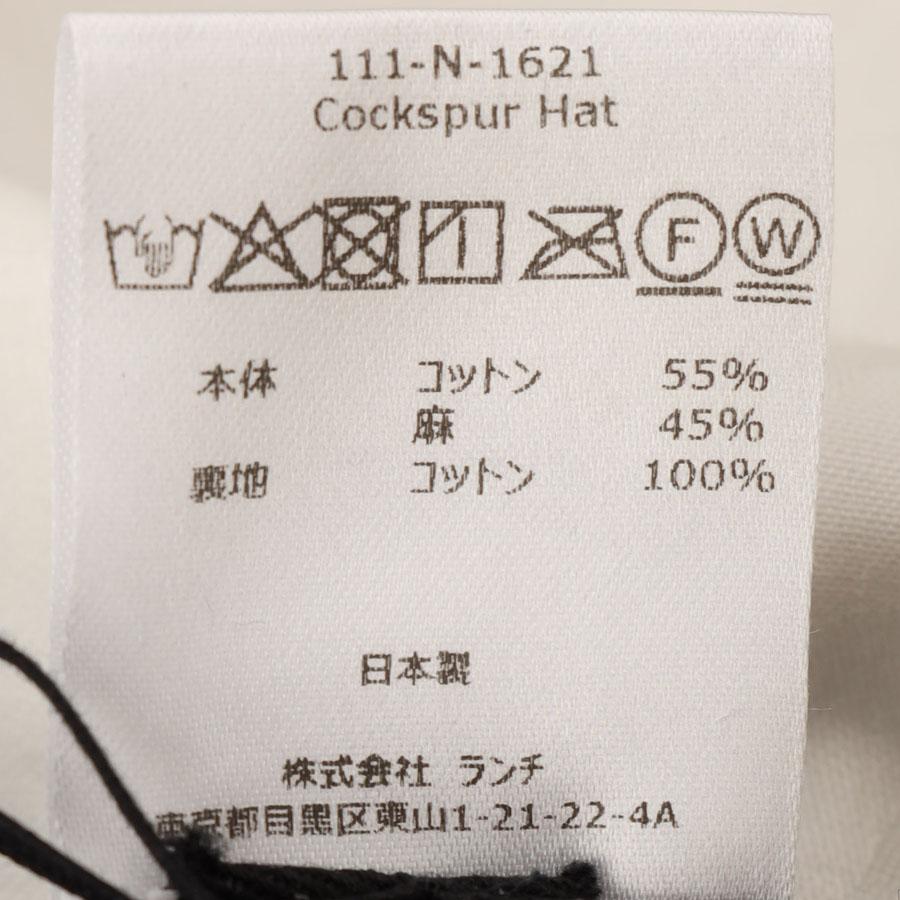 111-N-1621
Cockspur Hat
F W
本体 コットン 55%
麻 45%
裏地 コットン 100%
日本製
株式会社 ランチ
東京都目黒区東山1-21-22-4A